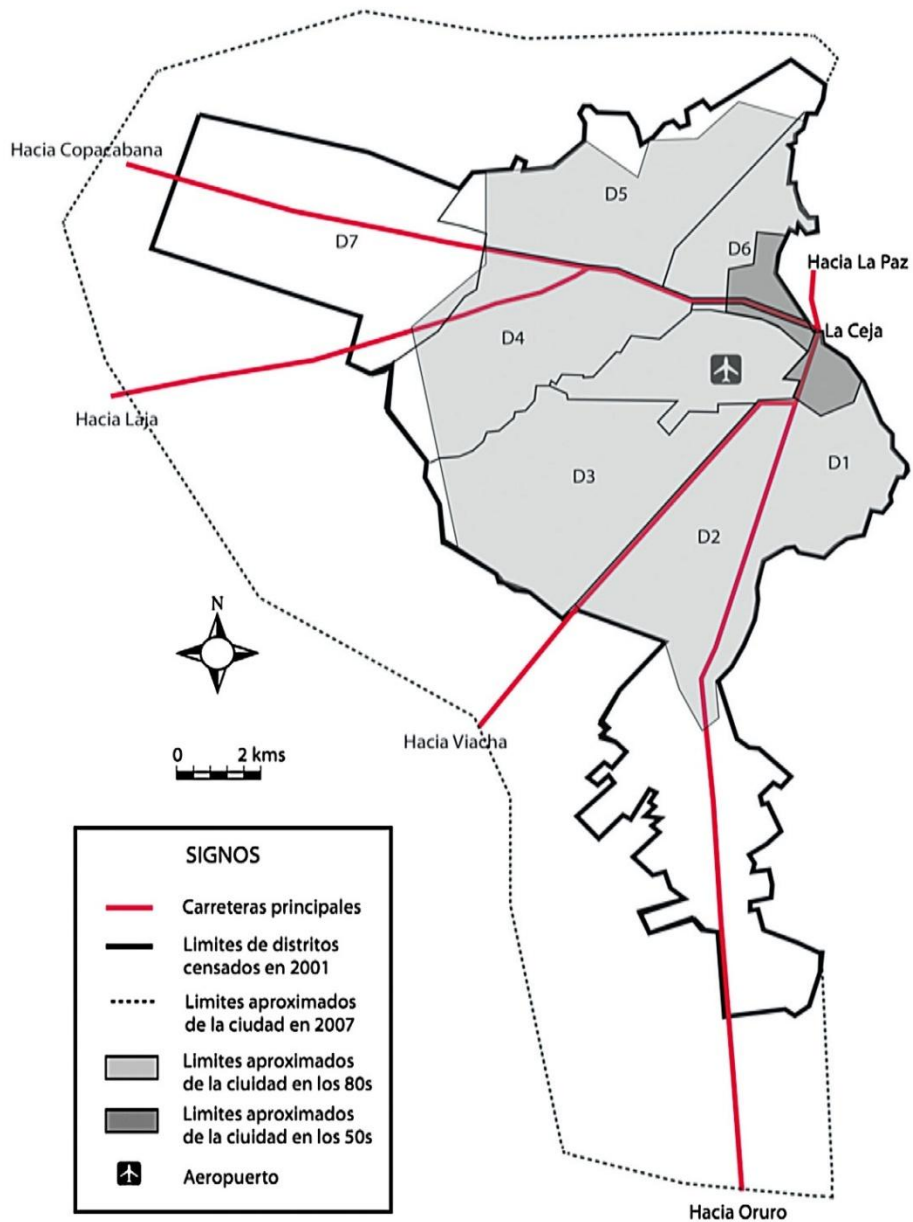 Hacia Copacabana
D5
D7
D6
Hacia La Paz
La Ceja
D4
Hacia Laja
D1
D3
D2
N
Hacia Viacha
0 2 kms
SIGNOS
Carreteras principales
Limites de distritos
censados en 2001
Limites aproximados
de la ciudad en 2007
Limites aproximados
de la cluidad en los 80s
Limites aproximados
de la cluidad en los 50s
Aeropuerto
Hacia Oruro